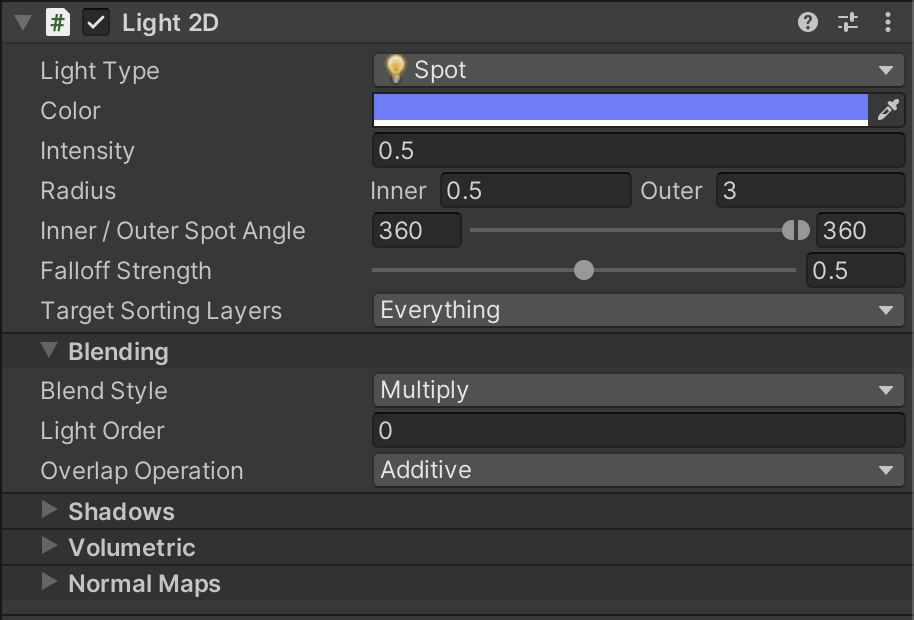 # Light 2D ?
Light Type Spot
Color
Intensity 0.5
Radius Inner 0.5 Outer 3
Inner / Outer Spot Angle 360 360
Falloff Strength 0.5
Target Sorting Layers Everything
Blending
Blend Style Multiply
Light Order 0
Overlap Operation Additive
Shadows
Volumetric
Normal Maps